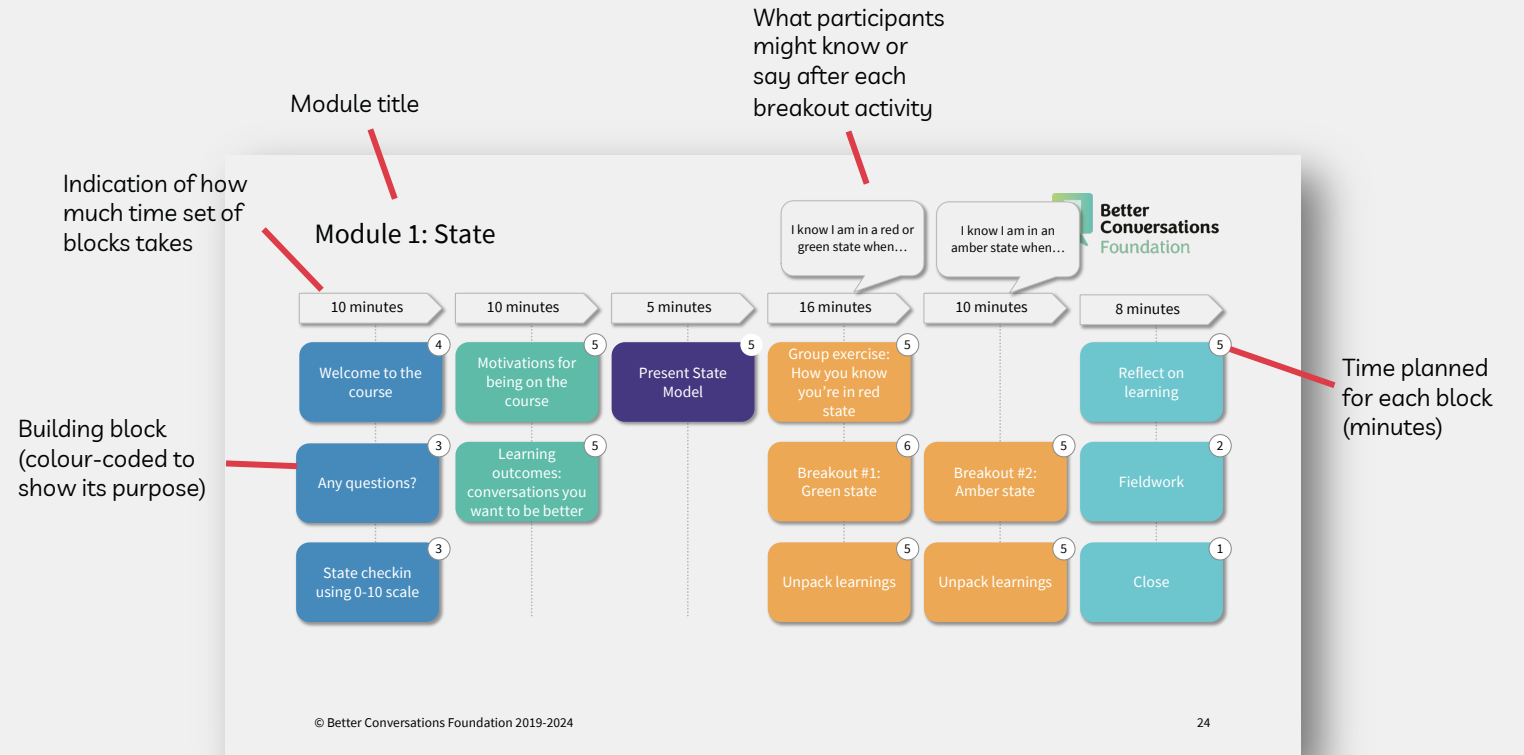 What participants
might know or
say after each
breakout activity
Module title
Indication of how
much time set of
blocks takes
Module 1: State
I know I am in a red or
green state when…
I know I am in an
amber state when…
Better
Conversations
Foundation
10 minutes
10 minutes
5 minutes
16 minutes
10 minutes
8 minutes
4
Welcome to the
course
5
Motivations for
being on the
course
5
Present State
Model
5
Group exercise:
How you know
you're in red
state
5
Reflect on
learning
Time planned
for each block
(minutes)
Building block
(colour-coded to
show its purpose)
3
Any questions?
5
Learning
outcomes:
conversations you
want to be better
6
Breakout #1:
Green state
5
Breakout #2:
Amber state
2
Fieldwork
3
State checkin
using 0-10 scale
5
Unpack learnings
5
Unpack learnings
1
Close
© Better Conversations Foundation 2019-2024
24